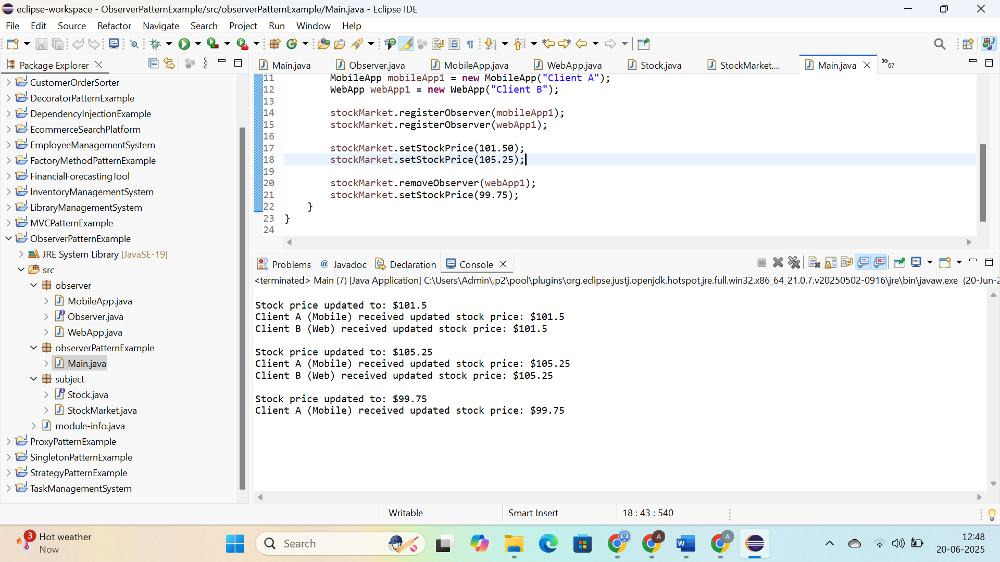 eclipse-workspace - ObserverPatternExample/src/observerPatternExample/Main.java - Eclipse IDE
File Edit Source Refactor Navigate Search Project Run Window Help
Package Explorer
CustomerOrderSorter
DecoratorPatternExample
DependencyInjectionExample
EcommerceSearchPlatform
EmployeeManagementSystem
FactoryMethodPatternExample
FinancialForecastingTool
InventoryManagementSystem
LibraryManagementSystem
MVCPatternExample
ObserverPatternExample
JRE System Library [JavaSE-19]
src
observer
MobileApp.java
Observer.java
WebApp.java
observerPatternExample
Main.java
subject
Stock.java
StockMarket.java
module-info.java
ProxyPatternExample
SingletonPatternExample
StrategyPatternExample
TaskManagementSystem
Main.java Observer.java MobileApp.java WebApp.java Stock.java StockMarket.... Main.java »67
11 MobileApp mobileApp1 = new MobileApp("Client A");
12 WebApp webApp1 = new WebApp("Client B");
13
14 stockMarket.registerObserver(mobileApp1);
15 stockMarket.registerObserver(webApp1);
16
17 stockMarket.setStockPrice(101.50);
18 stockMarket.setStockPrice(105.25);
19
20 stockMarket.removeObserver(webApp1);
21 stockMarket.setStockPrice(99.75);
22 }
23 }
24
Problems @ Javadoc Declaration Console
<terminated> Main (7) [Java Application] C:\Users\Admin\.p2\pool\plugins\org.eclipse.justj.openjdk.hotspot.jre.full.win32.x86_64_21.0.7.v20250502-0916\jre\bin\javaw.exe (20-Jun-2
Stock price updated to: $101.5
Client A (Mobile) received updated stock price: $101.5
Client B (Web) received updated stock price: $101.5
Stock price updated to: $105.25
Client A (Mobile) received updated stock price: $105.25
Client B (Web) received updated stock price: $105.25
Stock price updated to: $99.75
Client A (Mobile) received updated stock price: $99.75
Writable Smart Insert 18 : 43 : 540
3
Hot weather
Now
Search
A
A
W
12:48
20-06-2025